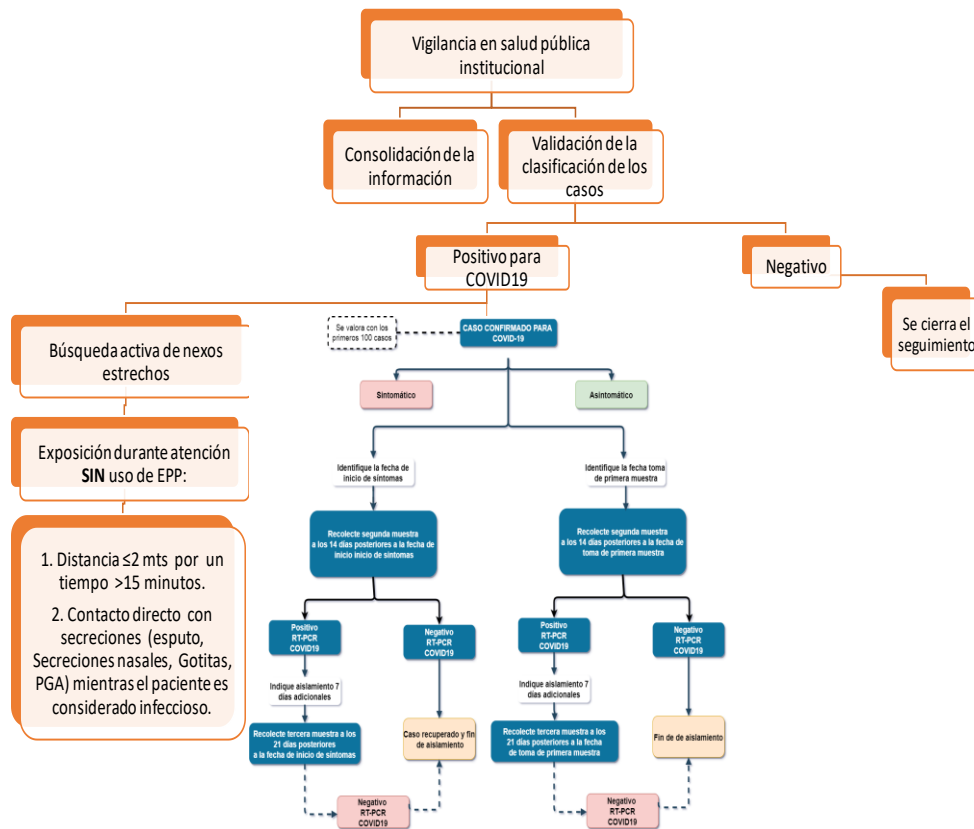 Vigilancia en salud pública
institucional
Consolidación de la
información
Validación de la
clasificación de los
casos
Positivo para
COVID19
Negativo
Se cierra el
seguimiento
Búsqueda activa de nexos
estrechos
Exposición durante atención
SIN uso de EPP:
1. Distancia ≤2 mts por un
tiempo >15 minutos.
2. Contacto directo con
secreciones (esputo,
Secreciones nasales, Gotitas,
PGA) mientras el paciente es
considerado infeccioso.
Se valora con los
primeros 100 casos
CASO CONFIRMADO PARA
COVID-19
Sintomático
Asintomático
Identifique la fecha de
inicio de síntomas
Identifique la fecha toma
de primera muestra
Recolecte segunda muestra
a los 14 días posteriores a la fecha de
inicio inicio de síntomas
Recolecte segunda muestra
a los 14 días posteriores a la fecha de
toma de primera muestra
Positivo
RT-PCR
COVID19
Negativo
RT-PCR
COVID19
Positivo
RT-PCR
COVID19
Negativo
RT-PCR
COVID19
Indique aislamiento 7
días adicionales
Indique aislamiento 7
días adicionales
Recolecte tercera muestra a los
21 días posteriores
a la fecha de inicio de síntomas
Caso recuperado y fin
de aislamiento
Recolecte tercera muestra a los
21 días posteriores a la fecha
de toma de primera muestra
Fin de de aislamiento
Negativo
RT-PCR
COVID19
Negativo
RT-PCR
COVID19